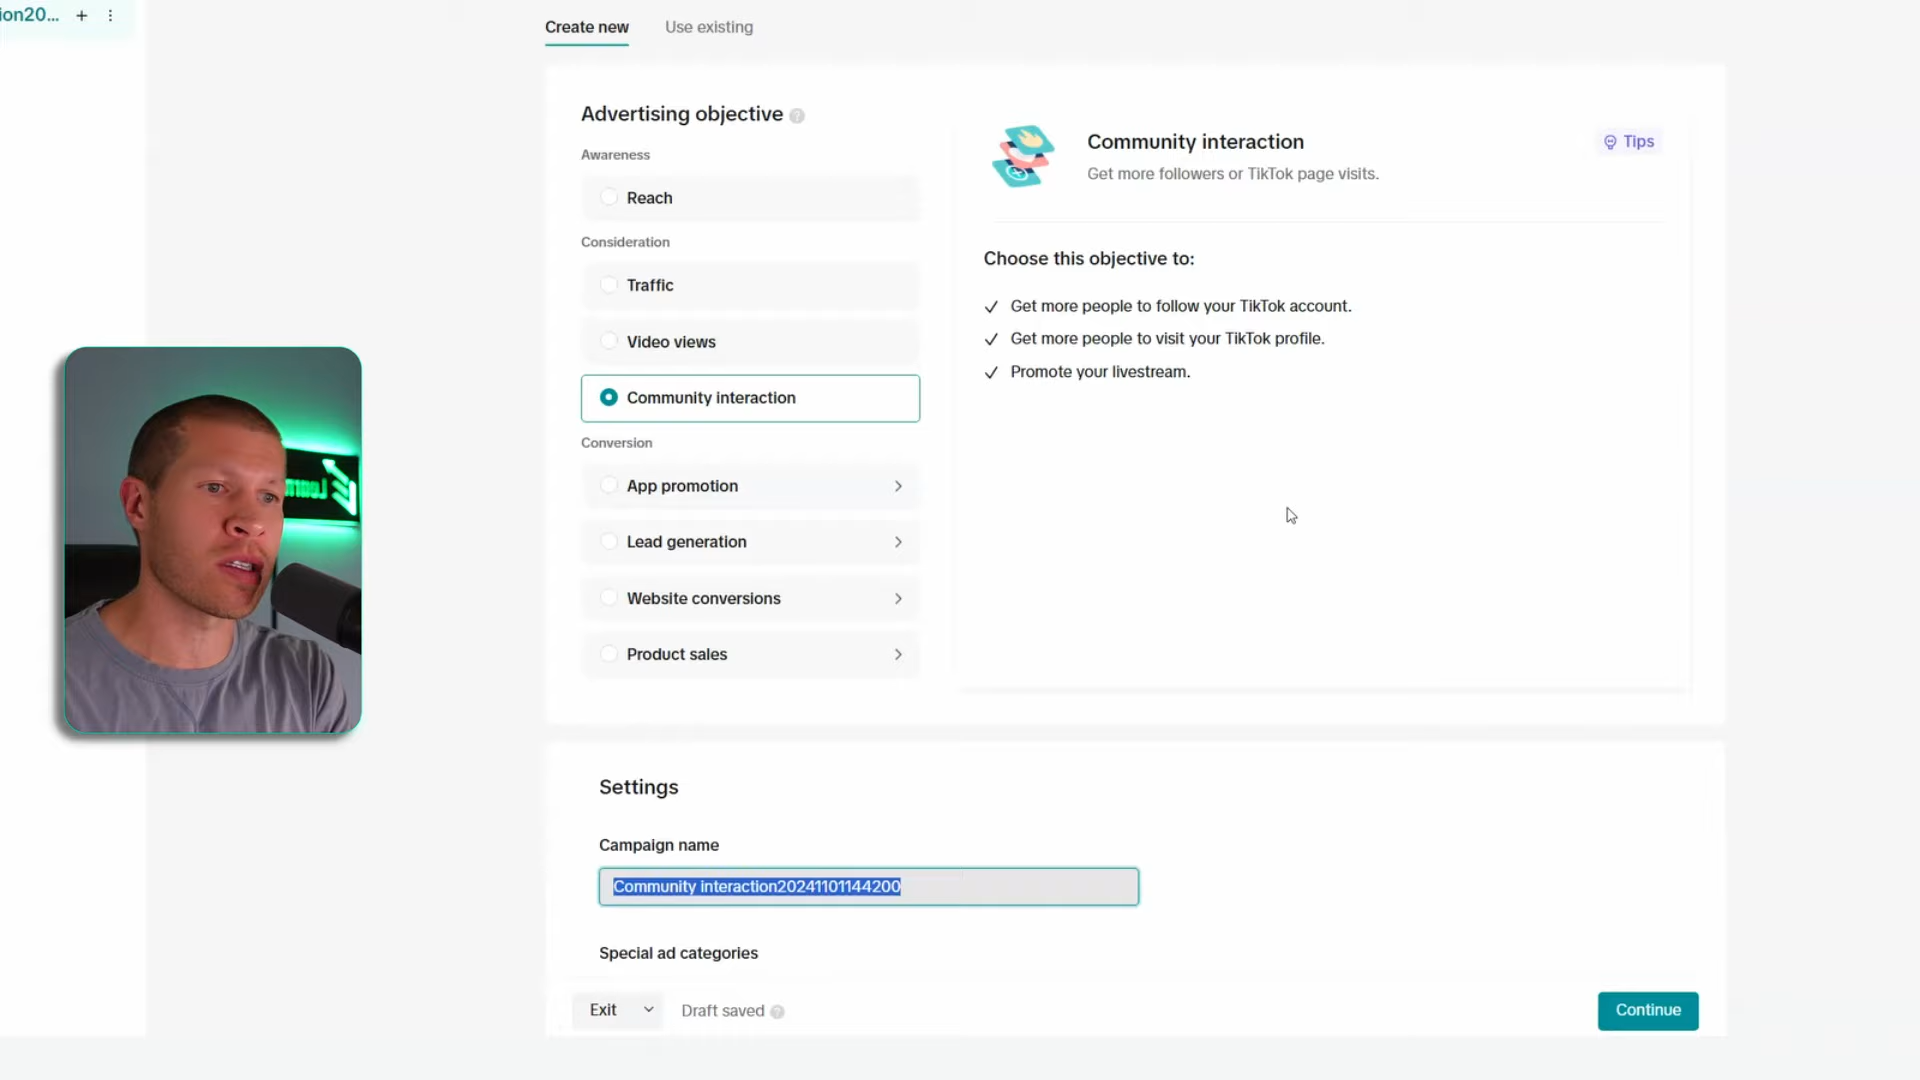 ion20...
+
Create new
Use existing
Advertising objective
Awareness
Reach
Consideration
Traffic
Video views
Community interaction
Conversion
App promotion
Lead generation
Website conversions
Product sales
Community interaction
Get more followers or TikTok page visits.
Tips
Choose this objective to:
Get more people to follow your TikTok account.
Get more people to visit your TikTok profile.
Promote your livestream.
Settings
Campaign name
Community interaction20241101144200
Special ad categories
Exit
Draft saved
Continue